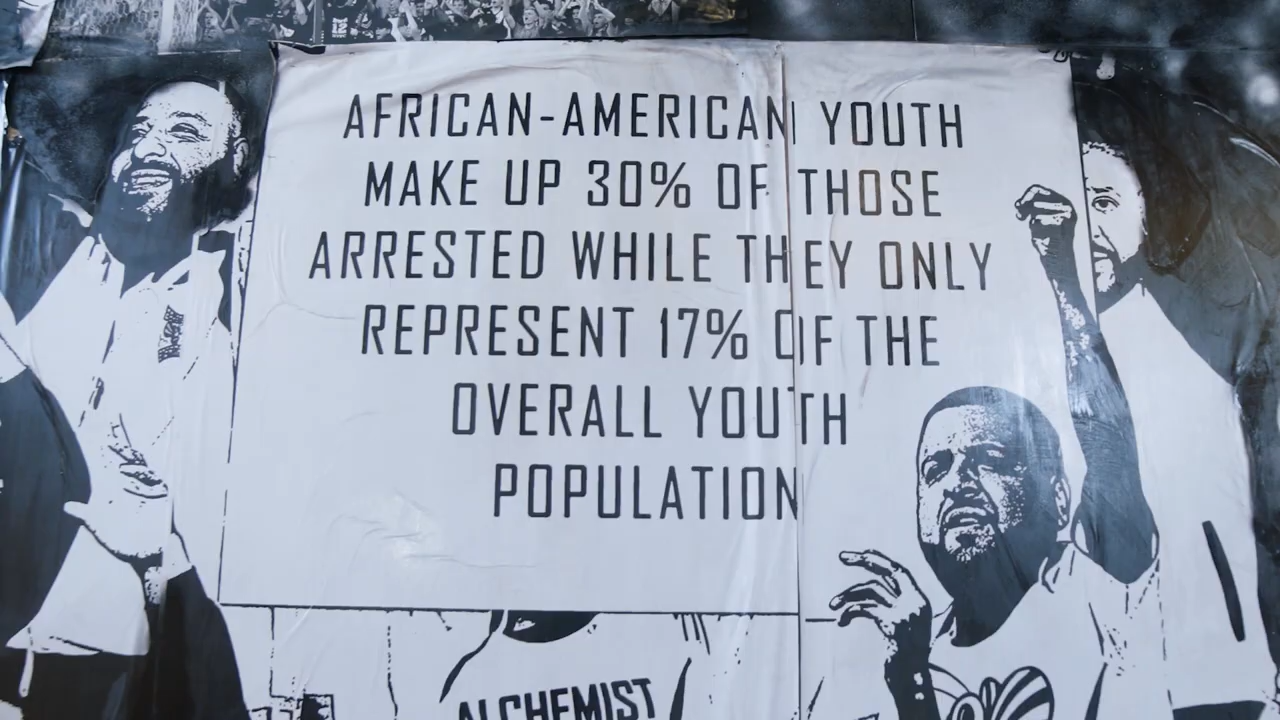 AFRICAN-AMERICAN YOUTH
MAKE UP 30% OF THOSE
ARRESTED WHILE THEY ONLY
REPRESENT 17% OF THE
OVERALL YOUTH
POPULATION
ALCHEMIST